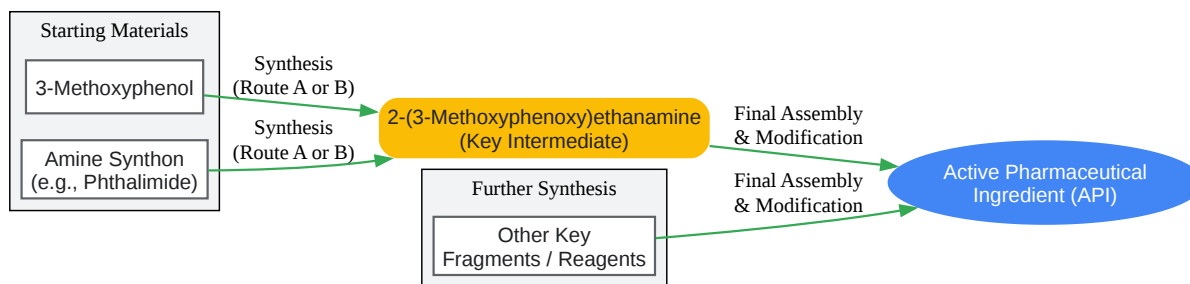 Starting Materials
3-Methoxyphenol
Amine Synthon
(e.g., Phthalimide)
Synthesis
(Route A or B)
Synthesis
(Route A or B)
2-(3-Methoxyphenoxy)ethanamine
(Key Intermediate)
Further Synthesis
Other Key
Fragments / Reagents
Final Assembly
& Modification
Final Assembly
& Modification
Active Pharmaceutical
Ingredient (API)